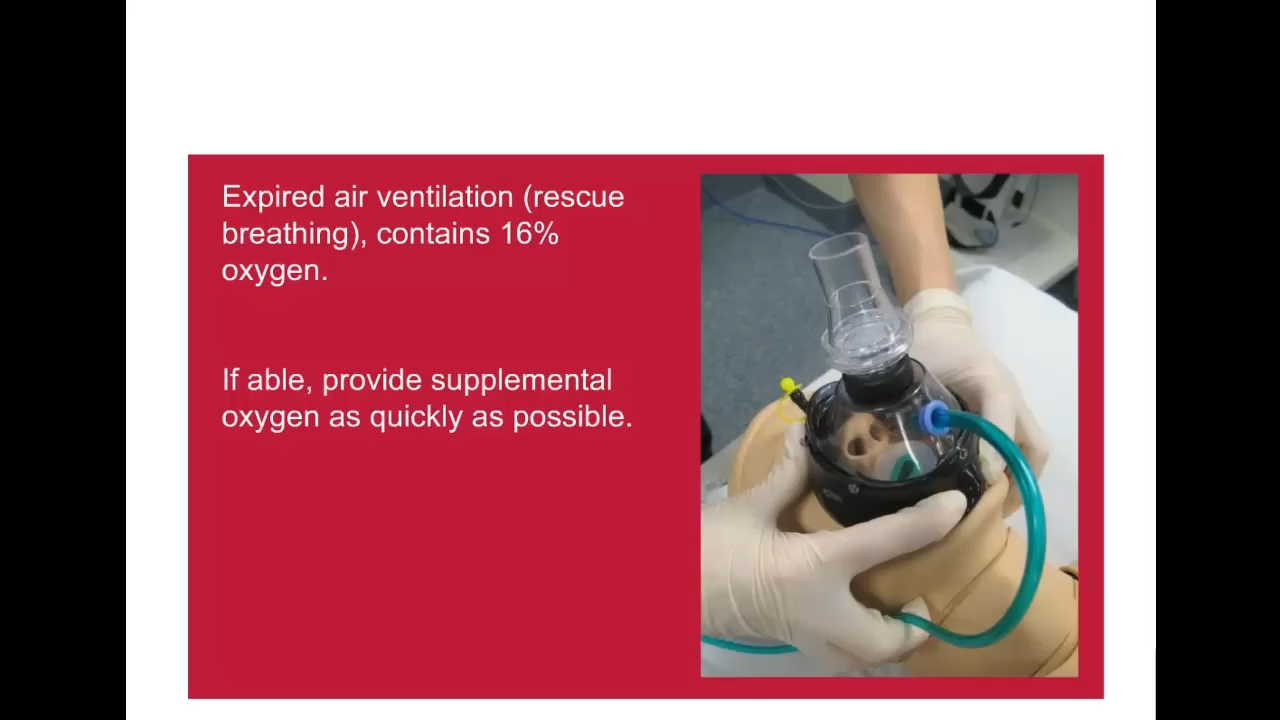 Expired air ventilation (rescue
breathing), contains 16%
oxygen.
If able, provide supplemental
oxygen as quickly as possible.